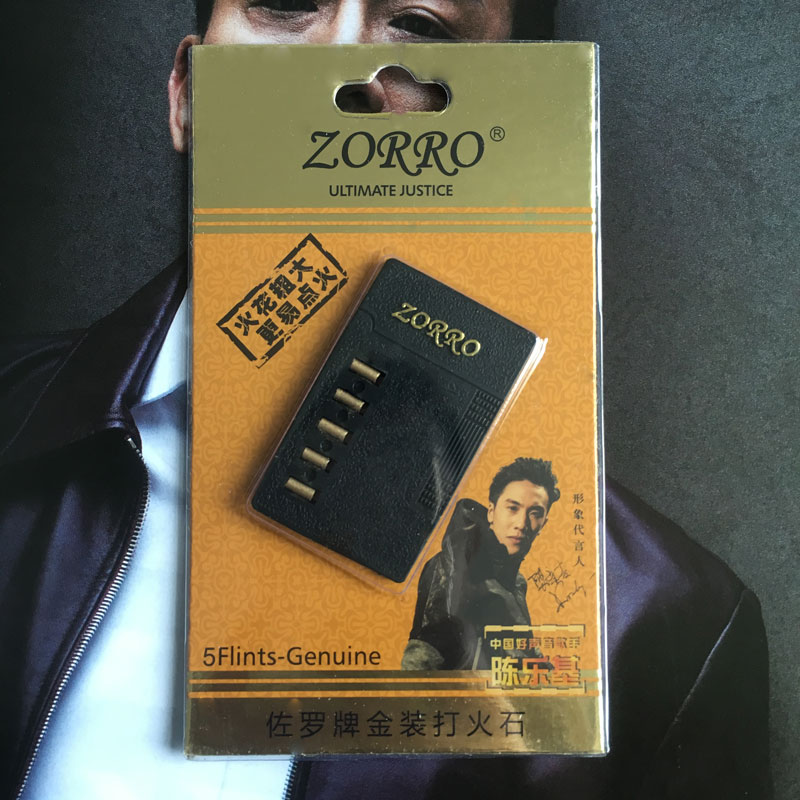 ZORRO®
ULTIMATE JUSTICE
火花粗大
更易点火
ZORRO
形象代言人
5Flints-Genuine
中国好声音歌手
陈乐基
佐罗牌金装打火石